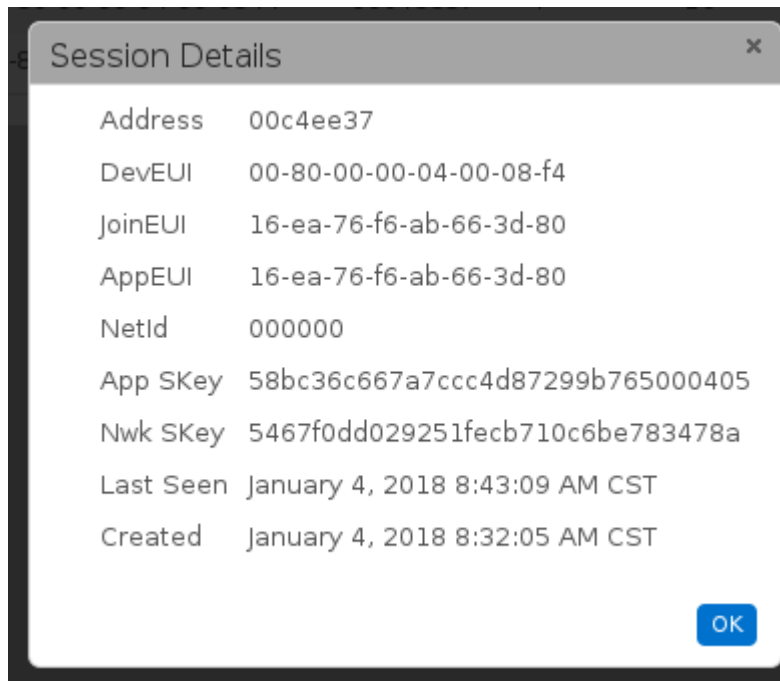 Session Details ×
Address 00c4ee37
DevEUI 00-80-00-00-04-00-08-f4
JoinEUI 16-ea-76-f6-ab-66-3d-80
AppEUI 16-ea-76-f6-ab-66-3d-80
NetId 000000
App SKey 58bc36c667a7ccc4d87299b765000405
Nwk SKey 5467f0dd029251fecb710c6be783478a
Last Seen January 4, 2018 8:43:09 AM CST
Created January 4, 2018 8:32:05 AM CST
OK